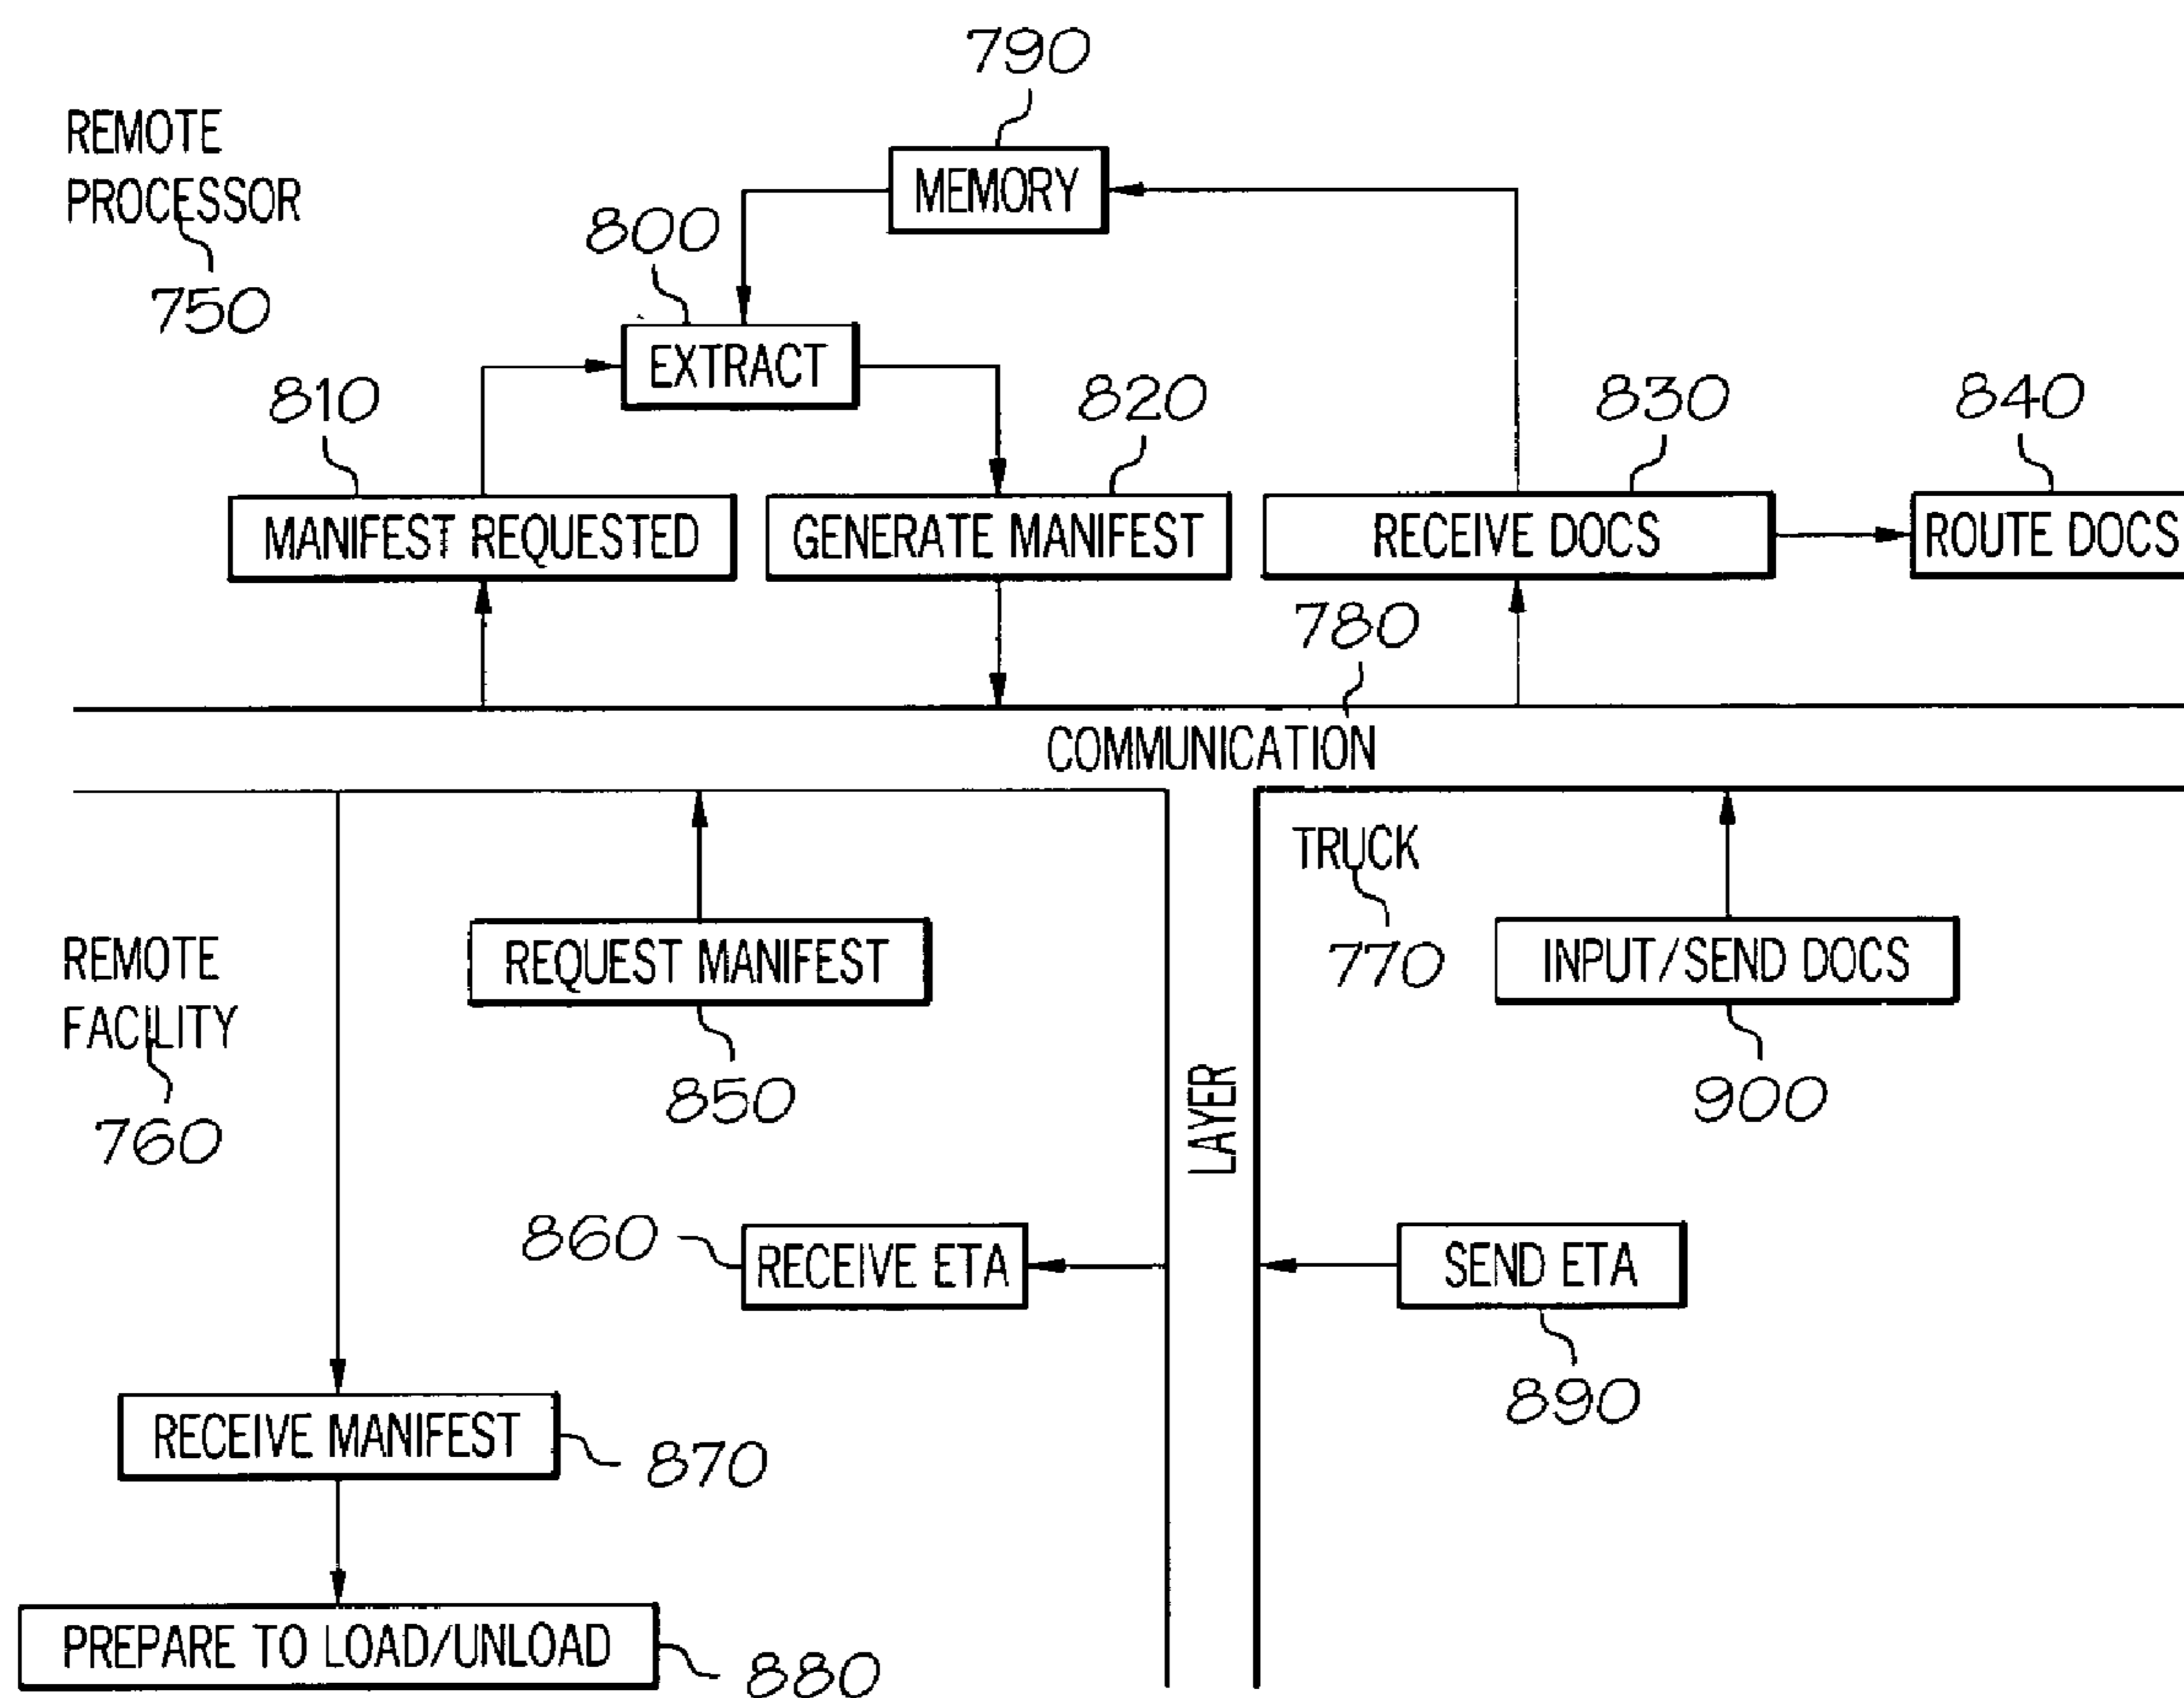 790
REMOTE
PROCESSOR
750
MEMORY
800
EXTRACT
810
820
830
840
MANIFEST REQUESTED
GENERATE MANIFEST
RECEIVE DOCS
ROUTE DOCS
780
COMMUNICATION
LAYER
TRUCK
770
REMOTE
FACILITY
760
REQUEST MANIFEST
850
INPUT/SEND DOCS
900
860
RECEIVE ETA
SEND ETA
890
RECEIVE MANIFEST
870
PREPARE TO LOAD/UNLOAD
880